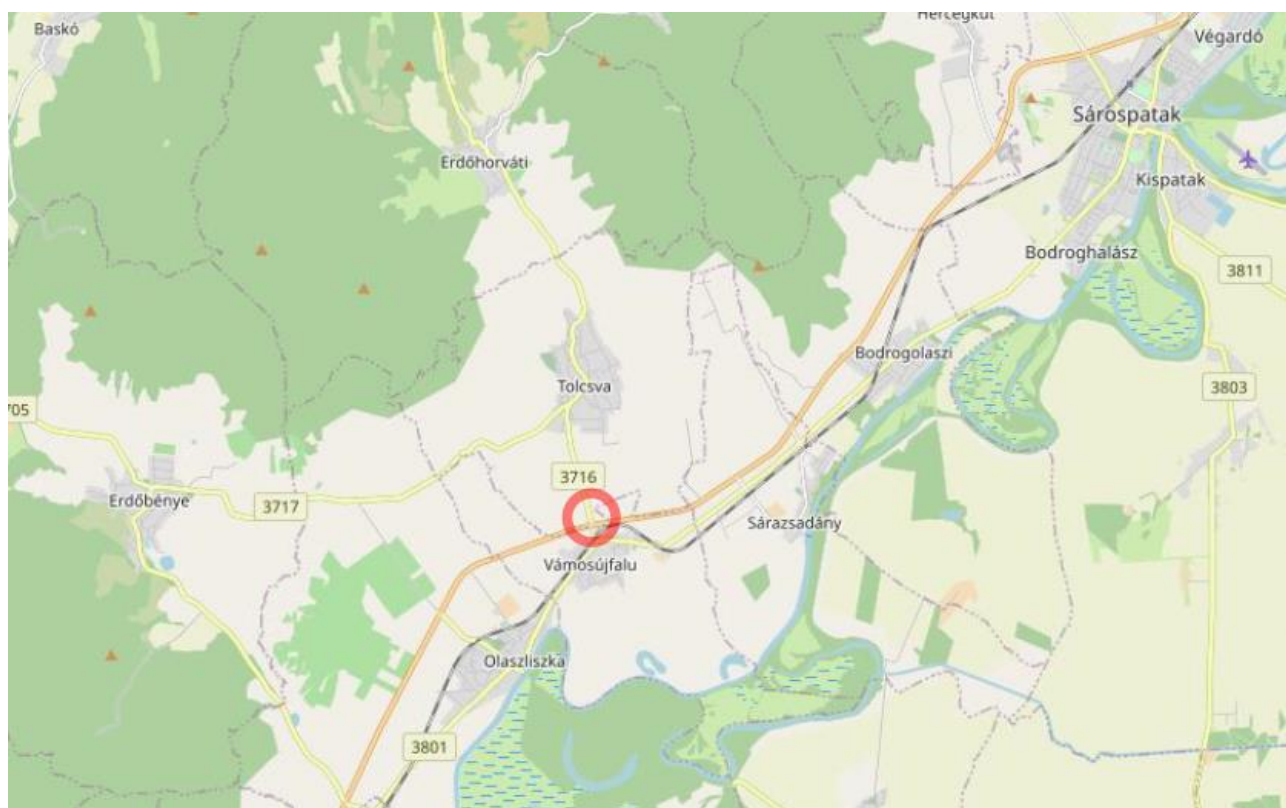 Baskó
Hercegkút
Végardó
Sárospatak
Erdőhorváti
Kispatak
Bodroghalász
3811
Bodrogolaszi
Tolcsva
3803
705
3716
Erdőbénye
3717
Sárazsadány
Vámosújfalu
Olaszliszka
3801